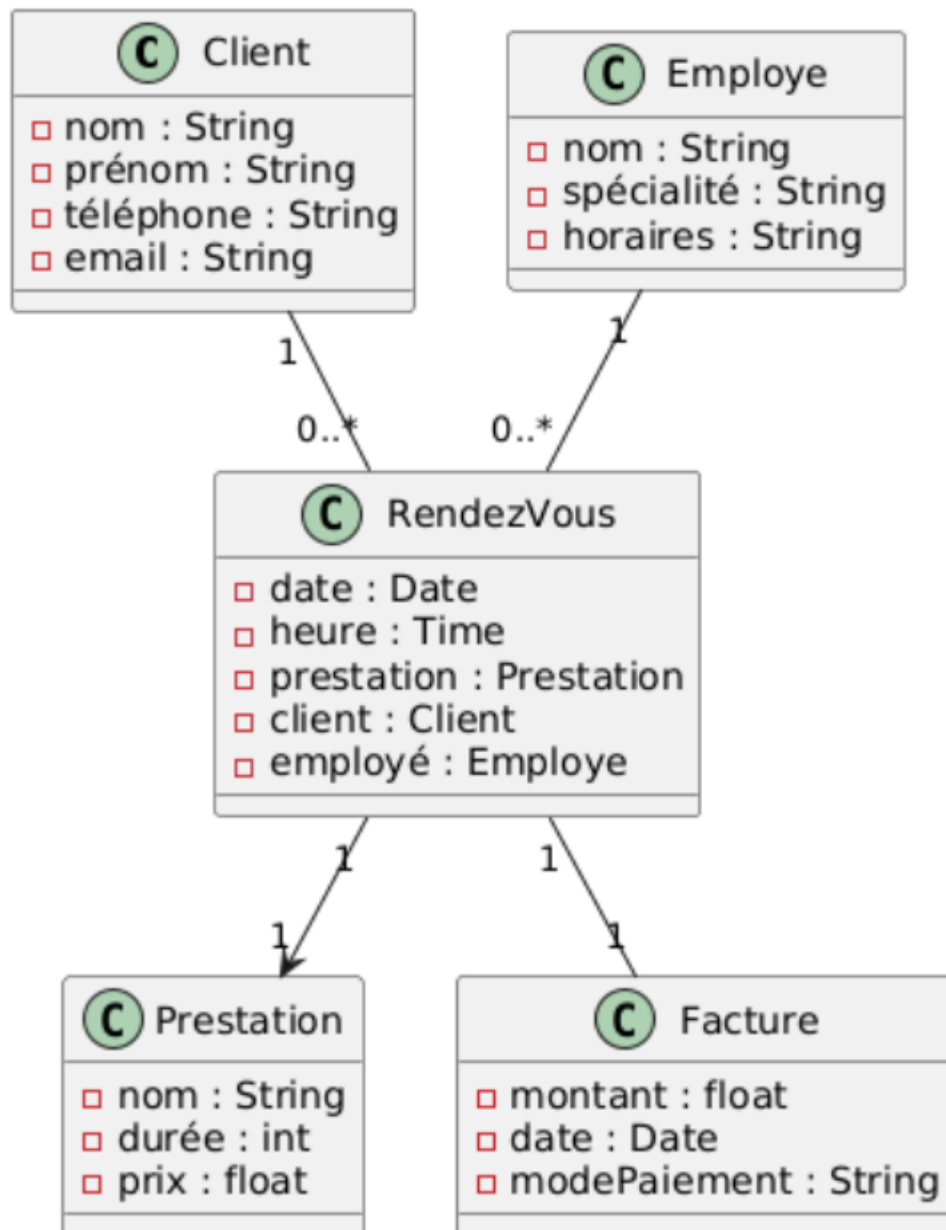 C Client
nom : String
prénom : String
téléphone : String
email : String
C Employe
nom : String
spécialité : String
horaires : String
1
0..*
1
0..*
C RendezVous
date : Date
heure : Time
prestation : Prestation
client : Client
employé : Employe
1
1
1
1
C Prestation
nom : String
durée : int
prix : float
C Facture
montant : float
date : Date
modePaiement : String